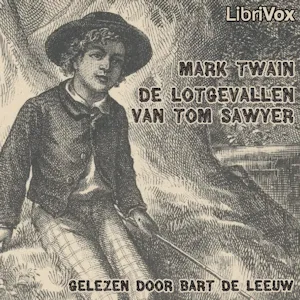 LibriVox
MARK TWAIN
DE LOTGEVALLEN
VAN TOM SAWYER
GELEZEN DOOR BART DE LEEUW